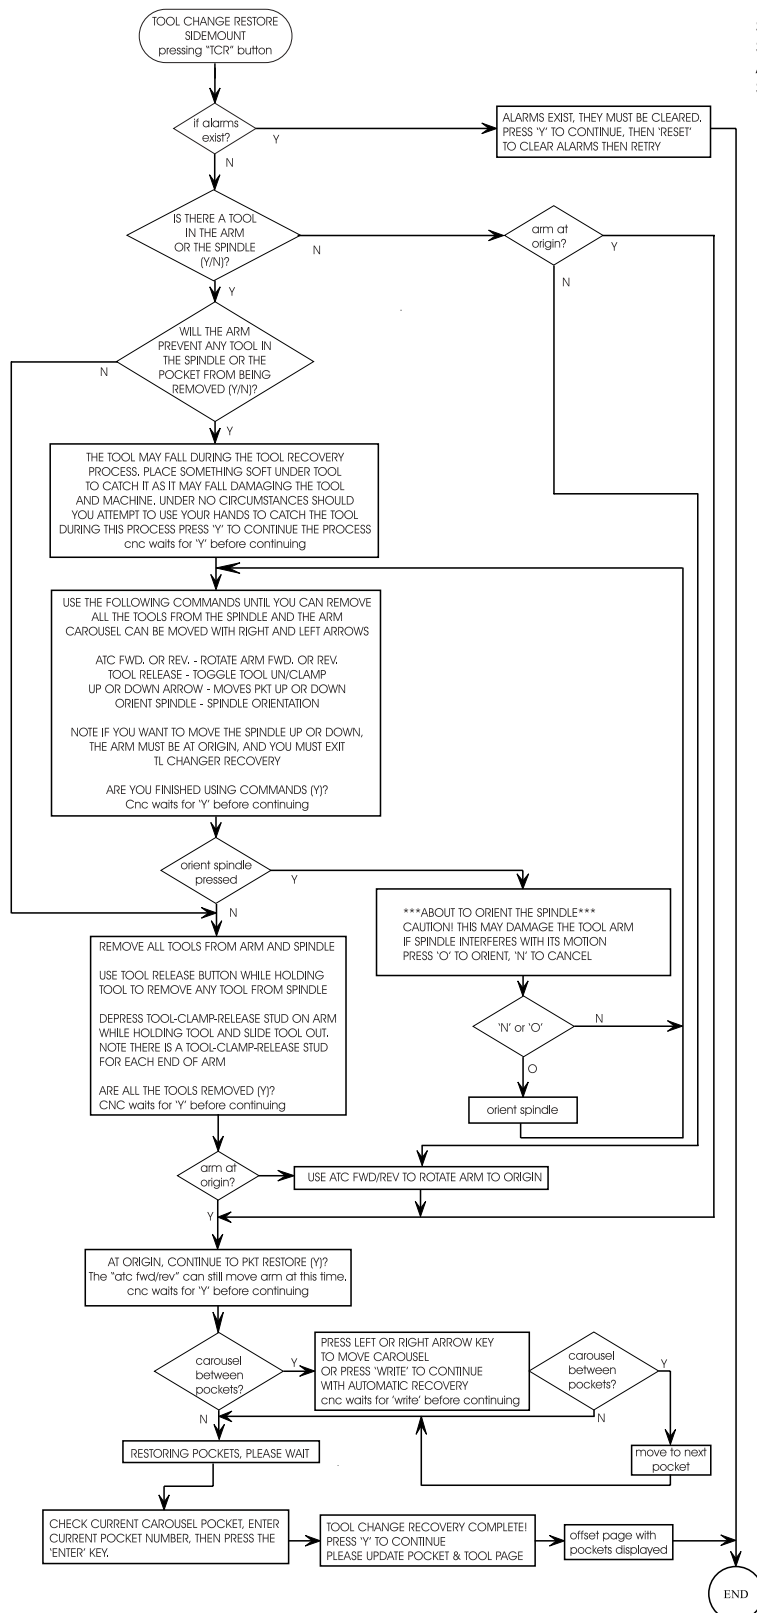 TOOL CHANGE RESTORE
SIDEMOUNT
pressing "TCR" button
if alarms
exist?
Y
N
ALARMS EXIST, THEY MUST BE CLEARED.
PRESS 'Y' TO CONTINUE, THEN 'RESET'
TO CLEAR ALARMS THEN RETRY
IS THERE A TOOL
IN THE ARM
OR THE SPINDLE
(Y/N)?
N
Y
arm at
origin?
Y
N
WILL THE ARM
PREVENT ANY TOOL IN
THE SPINDLE OR THE
POCKET FROM BEING
REMOVED (Y/N)?
N
Y
THE TOOL MAY FALL DURING THE TOOL RECOVERY
PROCESS. PLACE SOMETHING SOFT UNDER TOOL
TO CATCH IT AS IT MAY FALL DAMAGING THE TOOL
AND MACHINE. UNDER NO CIRCUMSTANCES SHOULD
YOU ATTEMPT TO USE YOUR HANDS TO CATCH THE TOOL
DURING THIS PROCESS PRESS 'Y' TO CONTINUE THE PROCESS
cnc waits for 'Y' before continuing
USE THE FOLLOWING COMMANDS UNTIL YOU CAN REMOVE
ALL THE TOOLS FROM THE SPINDLE AND THE ARM
CAROUSEL CAN BE MOVED WITH RIGHT AND LEFT ARROWS
ATC FWD. OR REV. - ROTATE ARM FWD. OR REV.
TOOL RELEASE - TOGGLE TOOL UN/CLAMP
UP OR DOWN ARROW - MOVES PKT UP OR DOWN
ORIENT SPINDLE - SPINDLE ORIENTATION
NOTE IF YOU WANT TO MOVE THE SPINDLE UP OR DOWN,
THE ARM MUST BE AT ORIGIN, AND YOU MUST EXIT
TL CHANGER RECOVERY
ARE YOU FINISHED USING COMMANDS (Y)?
Cnc waits for 'Y' before continuing
orient spindle
pressed
Y
N
***ABOUT TO ORIENT THE SPINDLE***
CAUTION! THIS MAY DAMAGE THE TOOL ARM
IF SPINDLE INTERFERES WITH ITS MOTION
PRESS 'O' TO ORIENT, 'N' TO CANCEL
'N' or 'O'
N
O
orient spindle
REMOVE ALL TOOLS FROM ARM AND SPINDLE
USE TOOL RELEASE BUTTON WHILE HOLDING
TOOL TO REMOVE ANY TOOL FROM SPINDLE
DEPRESS TOOL-CLAMP-RELEASE STUD ON ARM
WHILE HOLDING TOOL AND SLIDE TOOL OUT.
NOTE THERE IS A TOOL-CLAMP-RELEASE STUD
FOR EACH END OF ARM
ARE ALL THE TOOLS REMOVED (Y)?
CNC waits for 'Y' before continuing
arm at
origin?
Y
USE ATC FWD/REV TO ROTATE ARM TO ORIGIN
AT ORIGIN, CONTINUE TO PKT RESTORE (Y)?
The "atc fwd/rev" can still move arm at this time.
cnc waits for 'Y' before continuing
carousel
between
pockets?
Y
N
PRESS LEFT OR RIGHT ARROW KEY
TO MOVE CAROUSEL
OR PRESS 'WRITE' TO CONTINUE
WITH AUTOMATIC RECOVERY
cnc waits for 'write' before continuing
carousel
between
pockets?
Y
N
move to next
pocket
RESTORING POCKETS, PLEASE WAIT
CHECK CURRENT CAROUSEL POCKET, ENTER
CURRENT POCKET NUMBER, THEN PRESS THE
'ENTER' KEY.
TOOL CHANGE RECOVERY COMPLETE!
PRESS 'Y' TO CONTINUE
PLEASE UPDATE POCKET & TOOL PAGE
offset page with
pockets displayed
END